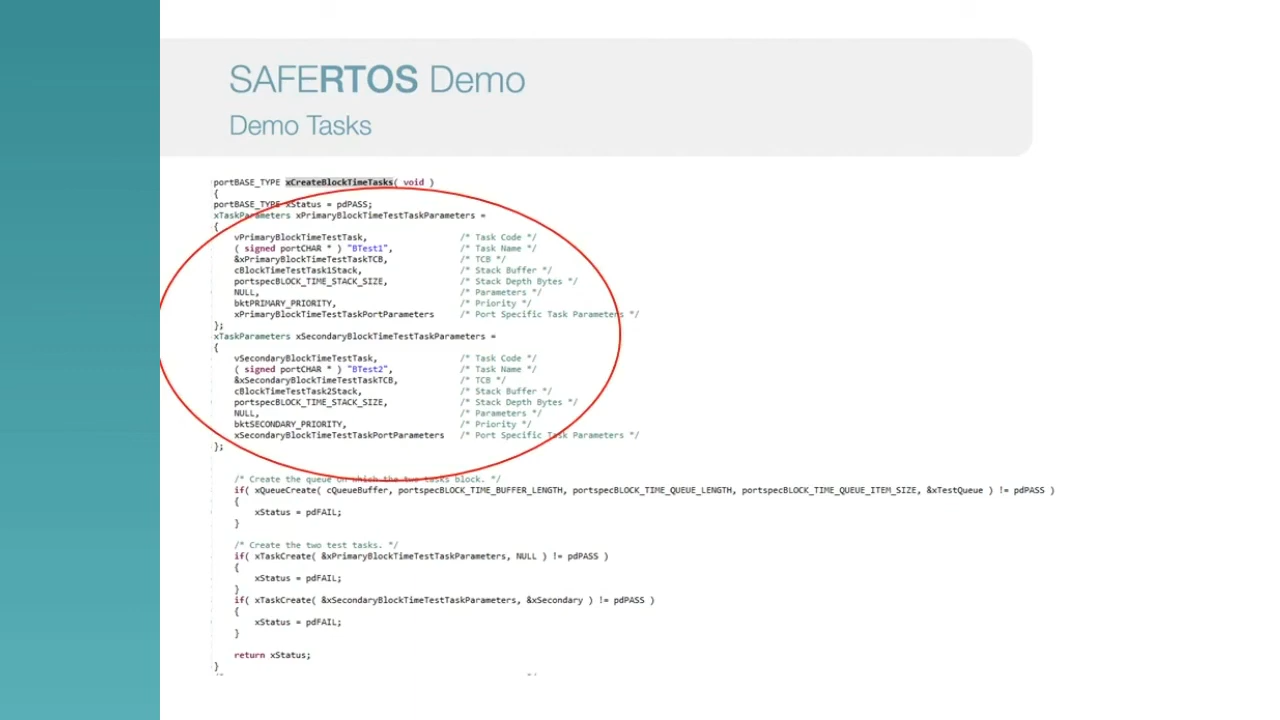 SAFERTOS Demo
Demo Tasks
portBASE_TYPE xCreateBlockTimeTasks( void )
{
portBASE_TYPE xStatus = pdPASS;
xTaskParameters xPrimaryBlockTimeTestTaskParameters =
{
vPrimaryBlockTimeTestTask, /* Task Code */
( signed portCHAR * ) "BTest1", /* Task Name */
&xPrimaryBlockTimeTestTaskTCB, /* TCB */
cBlockTimeTestTask1Stack, /* Stack Buffer */
portspecBLOCK_TIME_STACK_SIZE, /* Stack Depth Bytes */
NULL, /* Parameters */
bktPRIMARY_PRIORITY, /* Priority */
xPrimaryBlockTimeTestTaskPortParameters /* Port Specific Task Parameters */
};
xTaskParameters xSecondaryBlockTimeTestTaskParameters =
{
vSecondaryBlockTimeTestTask, /* Task Code */
( signed portCHAR * ) "BTest2", /* Task Name */
&xSecondaryBlockTimeTestTaskTCB, /* TCB */
cBlockTimeTestTask2Stack, /* Stack Buffer */
portspecBLOCK_TIME_STACK_SIZE, /* Stack Depth Bytes */
NULL, /* Parameters */
bktSECONDARY_PRIORITY, /* Priority */
xSecondaryBlockTimeTestTaskPortParameters /* Port Specific Task Parameters */
};
/* Create the queue on which the two tasks block. */
if( xQueueCreate( cQueueBuffer, portspecBLOCK_TIME_BUFFER_LENGTH, portspecBLOCK_TIME_QUEUE_LENGTH, portspecBLOCK_TIME_QUEUE_ITEM_SIZE, &xTestQueue ) != pdPASS )
{
xStatus = pdFAIL;
}
/* Create the two test tasks. */
if( xTaskCreate( &xPrimaryBlockTimeTestTaskParameters, NULL ) != pdPASS )
{
xStatus = pdFAIL;
}
if( xTaskCreate( &xSecondaryBlockTimeTestTaskParameters, &xSecondary ) != pdPASS )
{
xStatus = pdFAIL;
}
return xStatus;
}